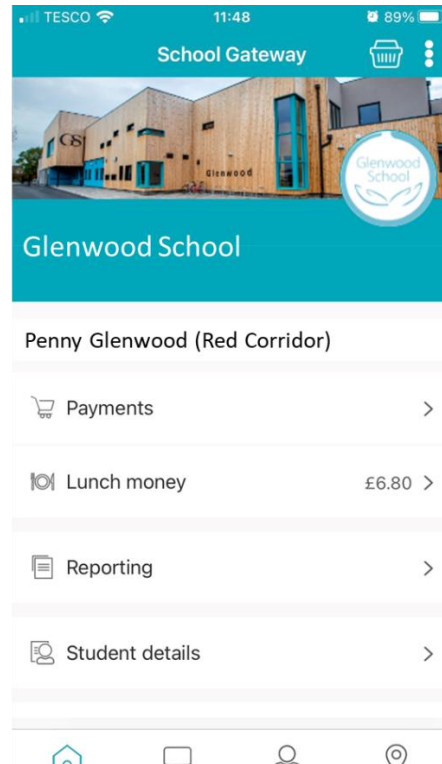 TESCO 11:48 89%
School Gateway
GS
Glenwood
Glenwood
School
Glenwood School
Penny Glenwood (Red Corridor)
Payments
Lunch money £6.80
Reporting
Student details